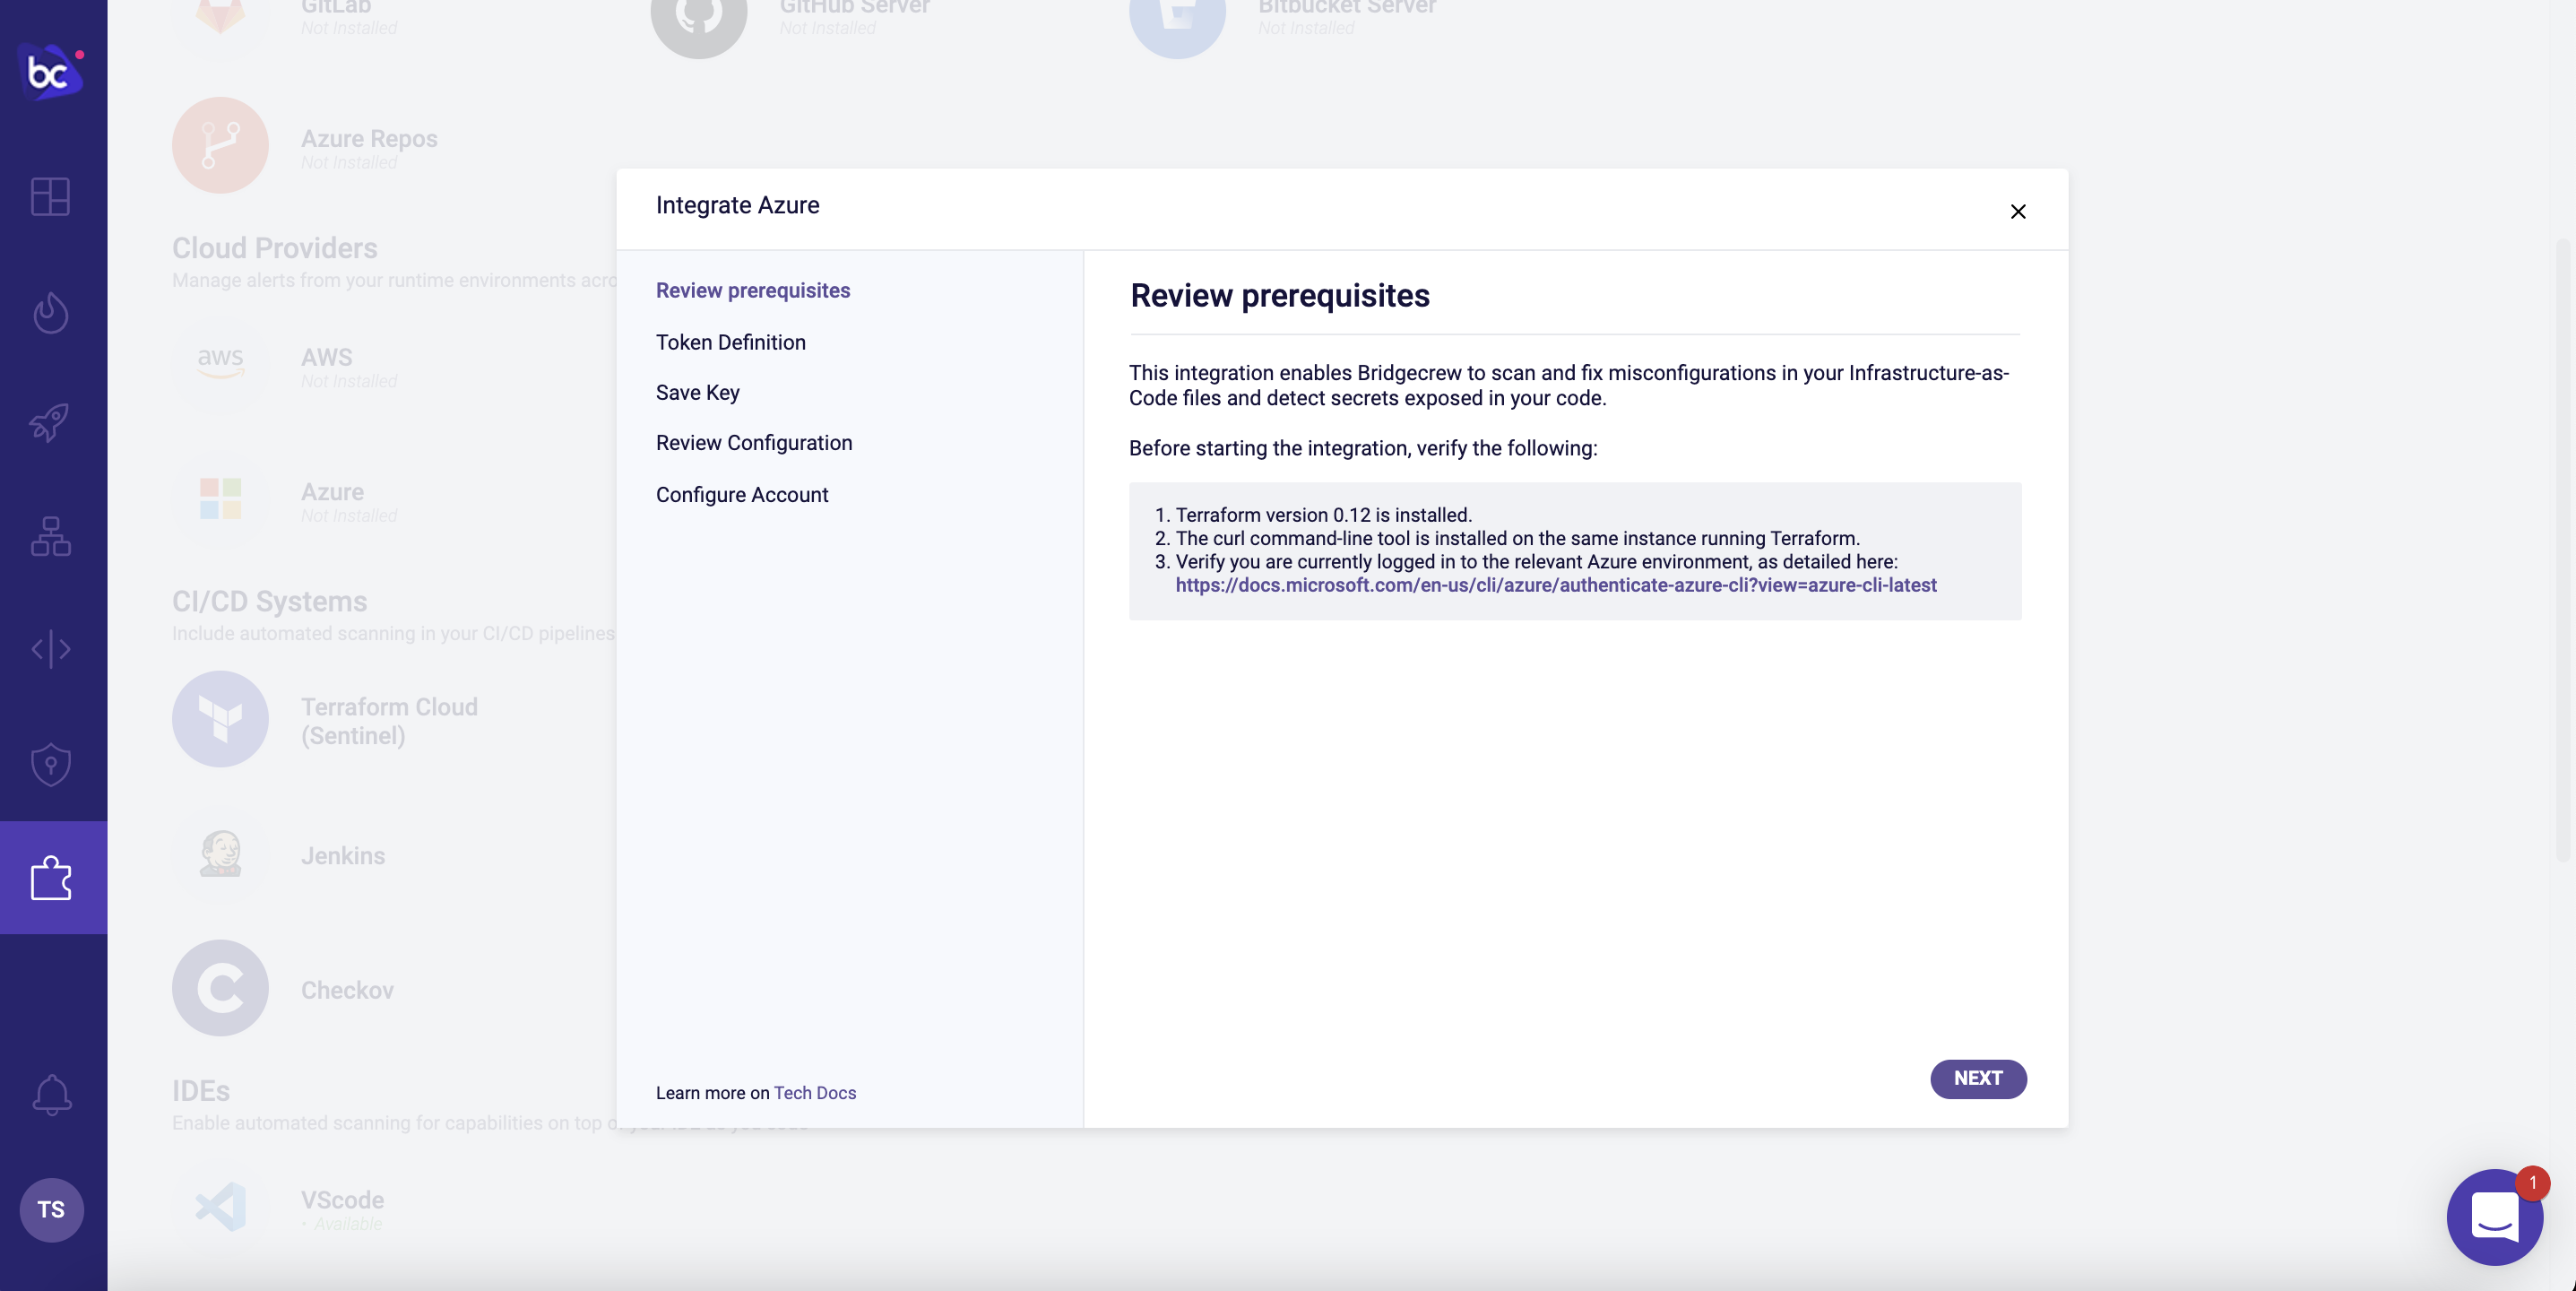 GitLab
Not Installed
GitHub Server
Not Installed
Bitbucket Server
Not Installed
bc
Azure Repos
Not Installed
Cloud Providers
Manage alerts from your runtime environments acro
aws
AWS
Not Installed
Azure
Not Installed
CI/CD Systems
Include automated scanning in your CI/CD pipelines
Terraform Cloud
(Sentinel)
Jenkins
Checkov
IDEs
Enable automated scanning for capabilities on top of your IDE as you code
VScode
• Available
TS
Integrate Azure
Review prerequisites
Token Definition
Save Key
Review Configuration
Configure Account
Learn more on Tech Docs
Review prerequisites
This integration enables Bridgecrew to scan and fix misconfigurations in your Infrastructure-as-
Code files and detect secrets exposed in your code.
Before starting the integration, verify the following:
1. Terraform version 0.12 is installed.
2. The curl command-line tool is installed on the same instance running Terraform.
3. Verify you are currently logged in to the relevant Azure environment, as detailed here:
https://docs.microsoft.com/en-us/cli/azure/authenticate-azure-cli?view=azure-cli-latest
NEXT
1